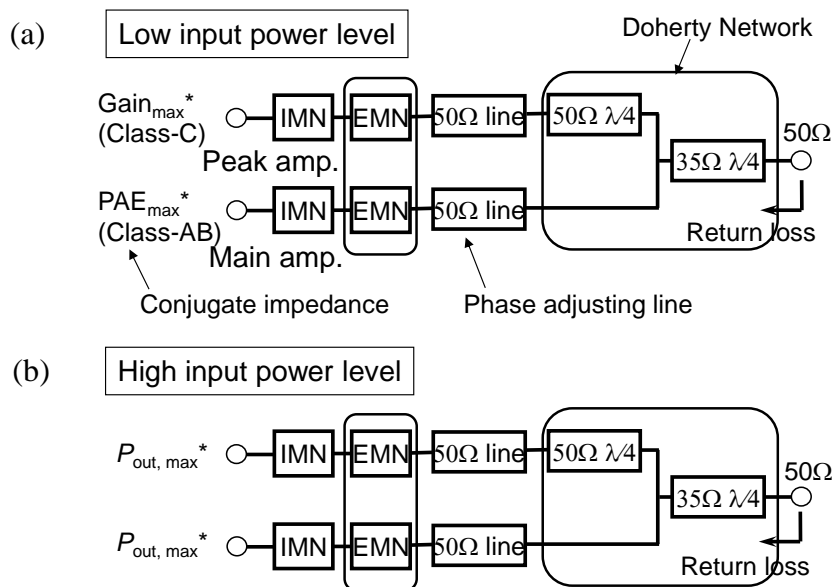 (a)
Low input power level
Doherty Network
Gainmax*
(Class-C)
IMN
EMN
50Ω line
50Ω λ/4
50Ω
Peak amp.
35Ω λ/4
PAEmax*
(Class-AB)
IMN
EMN
50Ω line
Return loss
Main amp.
Conjugate impedance
Phase adjusting line
(b)
High input power level
Pout, max*
IMN
EMN
50Ω line
50Ω λ/4
50Ω
35Ω λ/4
Pout, max*
IMN
EMN
50Ω line
Return loss